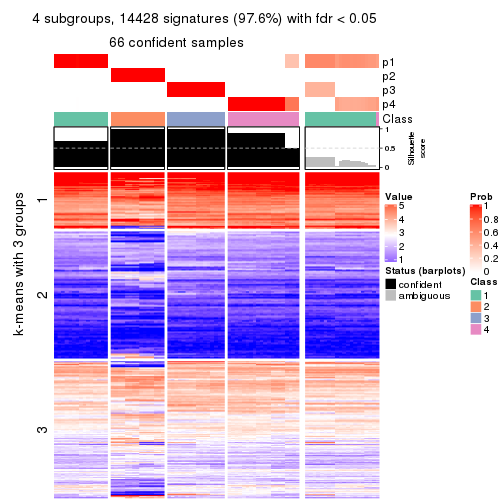 4 subgroups, 14428 signatures (97.6%) with fdr < 0.05
66 confident samples
p1
p2
p3
p4
Class
1
0.5
0
Silhouette
score
k-means with 3 groups
1
2
3
Value
5
4
3
2
1
Status (barplots)
confident
ambiguous
Prob
1
0.8
0.6
0.4
0.2
0
Class
1
2
3
4